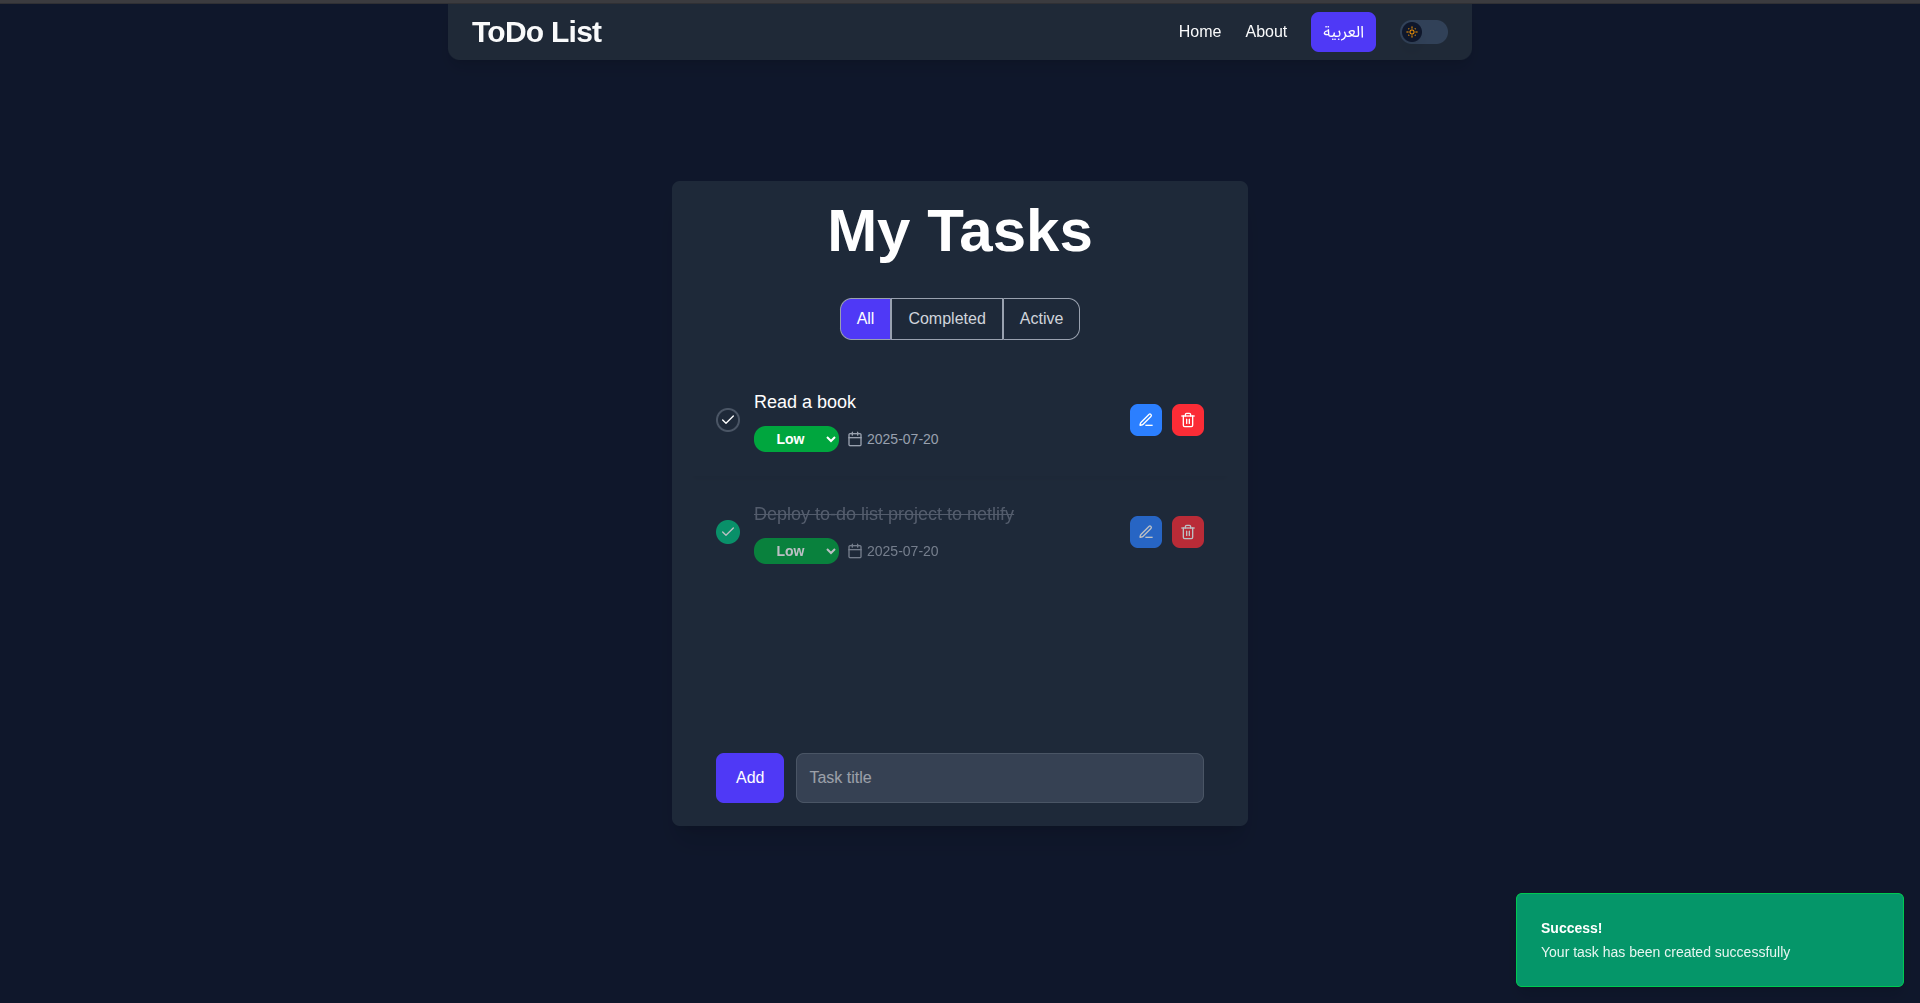 ToDo List
Home
About
العربية
My Tasks
All
Completed
Active
Read a book
Low
2025-07-20
Deploy to-do list project to netlify
Low
2025-07-20
Add
Task title
Success!
Your task has been created successfully